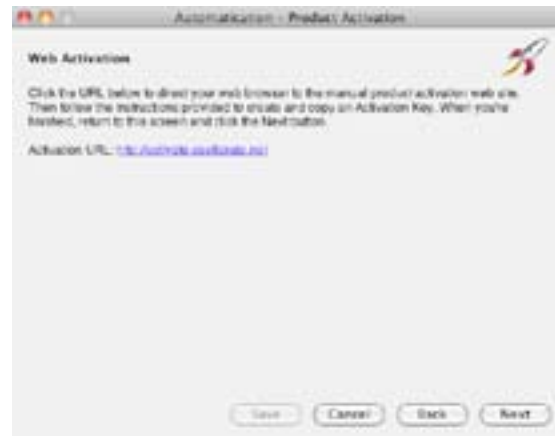 - Product Activation
Web Activation
Click the URL below to direct your web browser to the manual product activation web site.
Then follow the instructions provided to create and copy an Activation Key. When you're
finished, return to this screen and click the Next button.
Activation URL:
Save Cancel Back Next